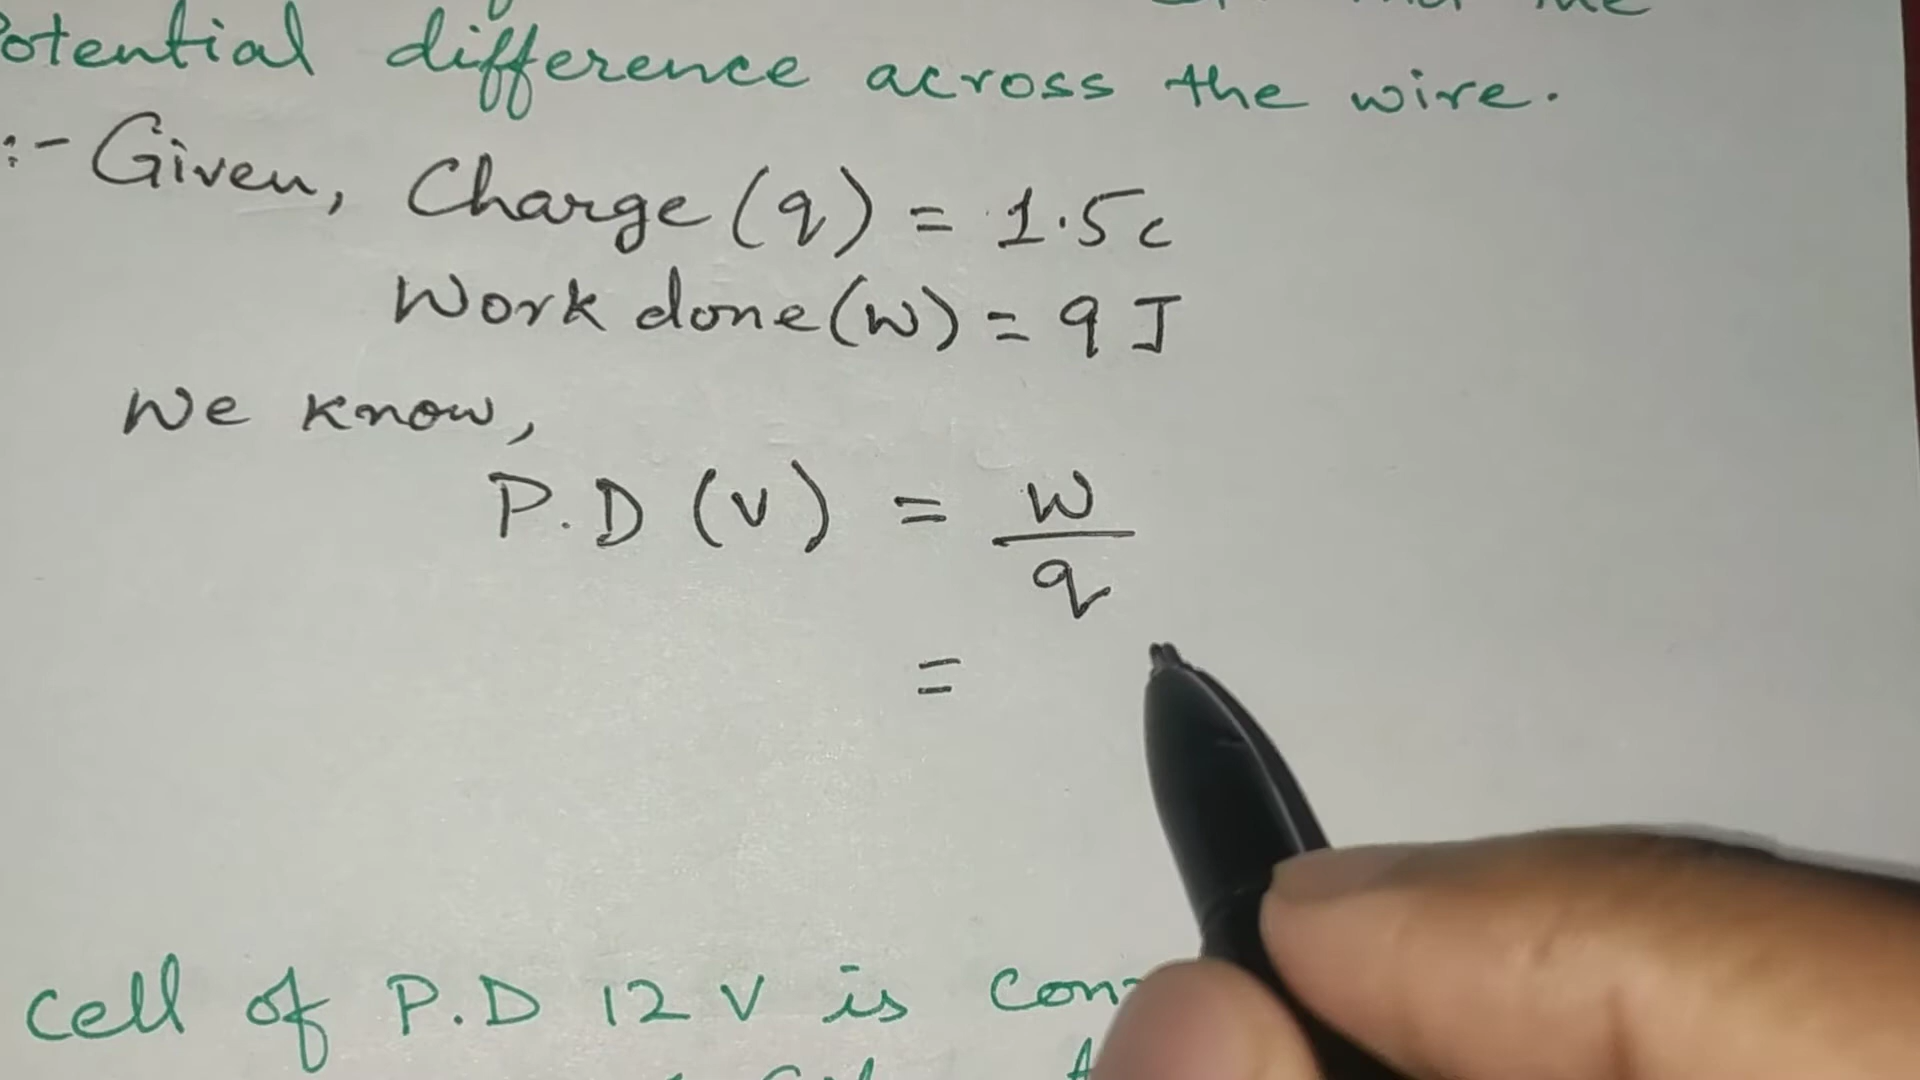 otential difference across the wire.
:- Given, Charge (q) = 1.5c
Work done (w) = 9 J
We know,
P.D (v) = w/q
=
cell of P.D 12 V is con